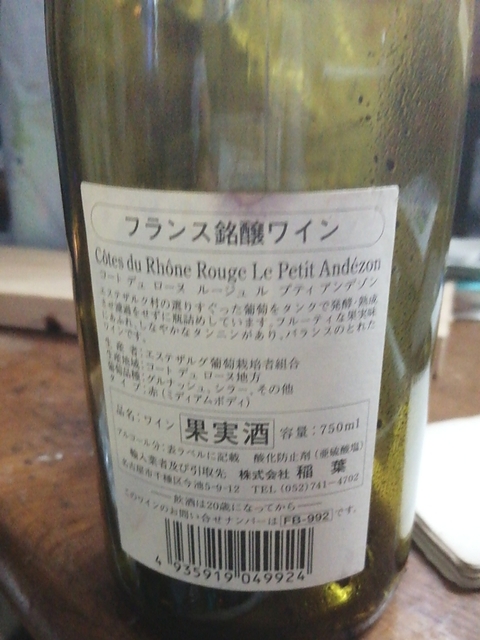 フランス銘醸ワイン
Côtes du Rhône Rouge Le Petit Andézon
コート デュ ローヌ ルージュ ル プティ アンデゾン
エステザルグ村の選りすぐった葡萄をタンクで発酵・熟成
させ濾過をせずに瓶詰めしています。フルーティな果実味
にあふれ、しなやかなタンニンがあり、バランスのとれた
ワインです。
生産者:エステザルグ葡萄栽培者組合
生産地域:コート デュ ローヌ地方
葡萄品種:グルナッシュ、シラー、その他
タイプ:赤(ミディアムボディ)
品名:ワイン 果実酒 容量:750ml
アルコール分:表ラベルに記載 酸化防止剤(亜硫酸塩)
輸入業者及び引取先 株式会社 稲葉
名古屋市千種区今池5-9-12 TEL(052)741-4702
飲酒は20歳になってから
このワインのお問い合せナンバーは FB-992 です。
4 935919 049924